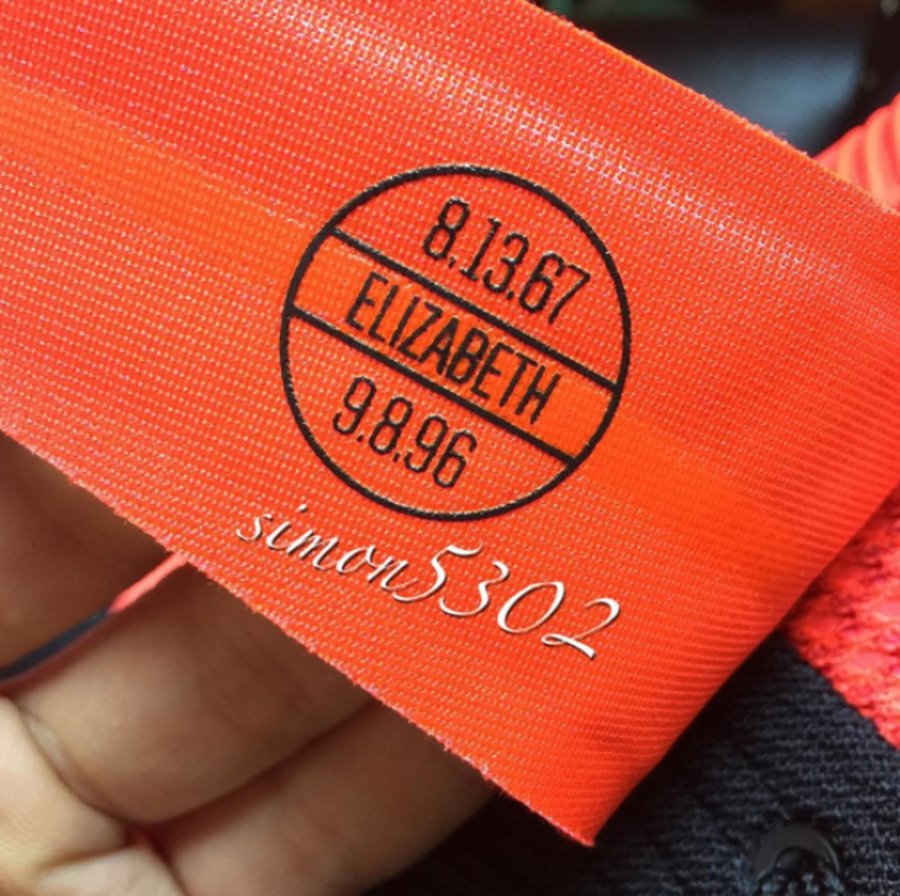 8.13.67
ELIZABETH
9.8.96
simon5302